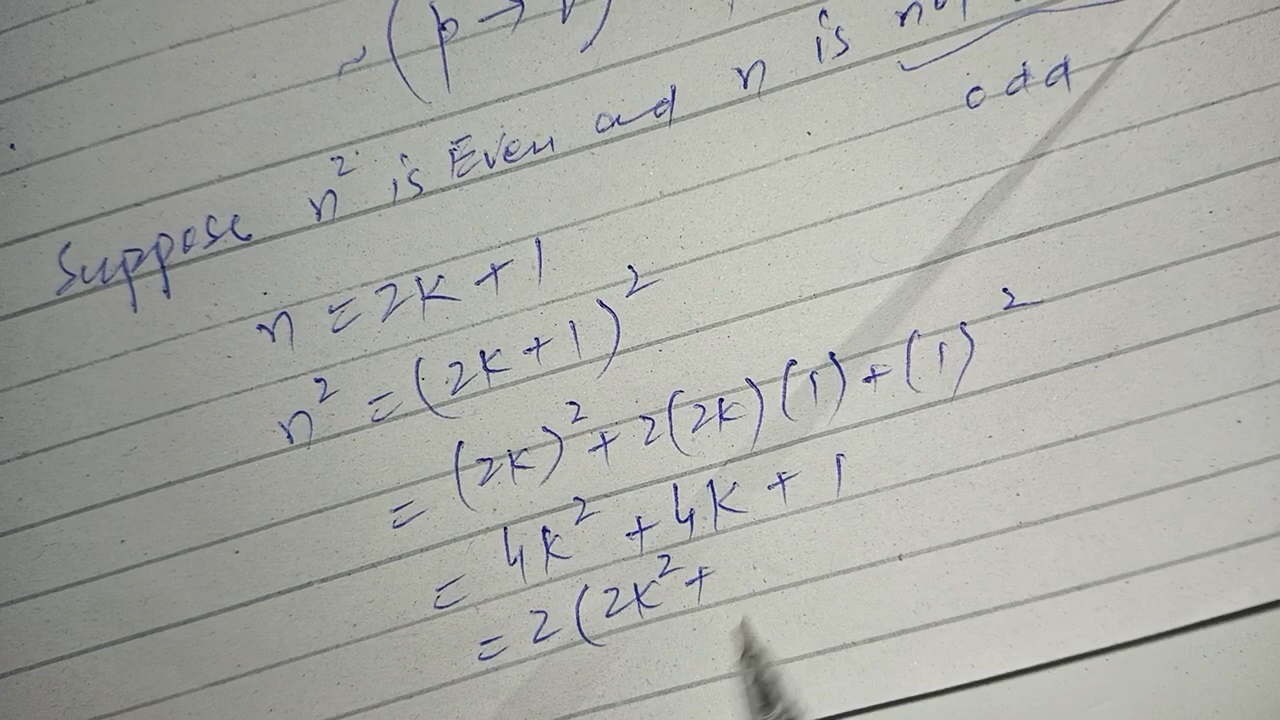 ~(p →
Suppose n² is Even and n is not
odd
n = 2k + 1
n² = (2k + 1)²
= (2k)² + 2(2k)(1) + (1)²
= 4k² + 4k + 1
= 2(2k² +